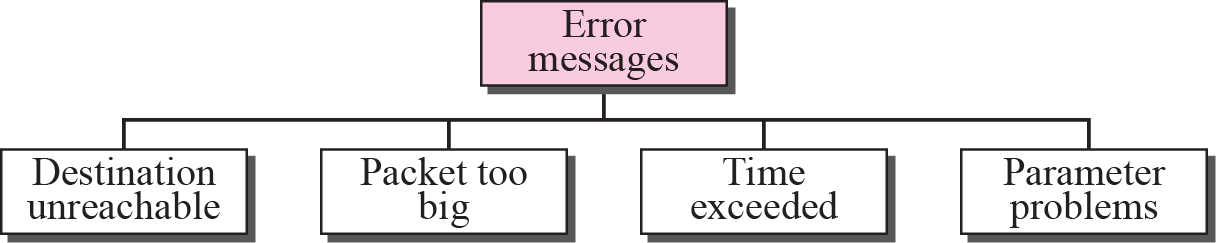 Error
messages
Destination
unreachable
Packet too
big
Time
exceeded
Parameter
problems